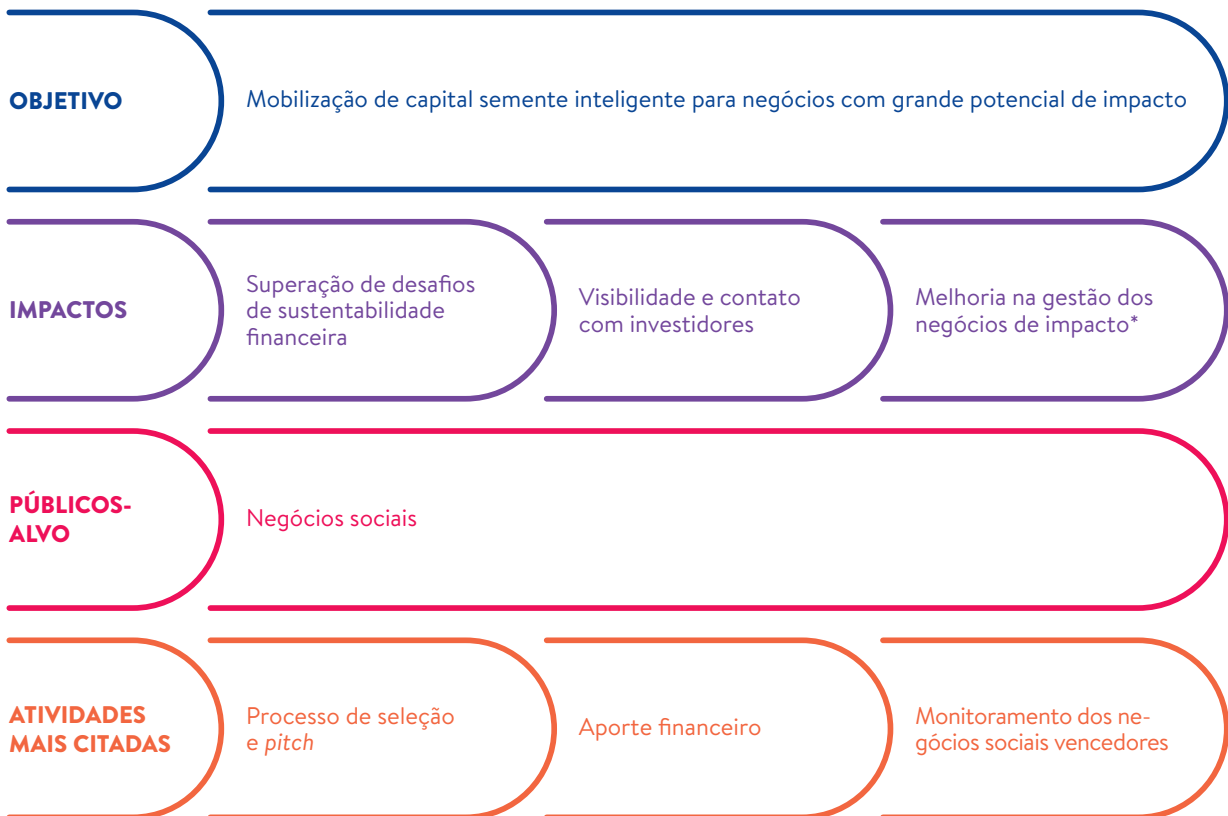 OBJETIVO
Mobilização de capital semente inteligente para negócios com grande potencial de impacto
IMPACTOS
Superação de desafios
de sustentabilidade
financeira
Visibilidade e contato
com investidores
Melhoria na gestão dos
negócios de impacto*
PÚBLICOS-
ALVO
Negócios sociais
ATIVIDADES
MAIS CITADAS
Processo de seleção
e pitch
Aporte financeiro
Monitoramento dos ne-
gócios sociais vencedores